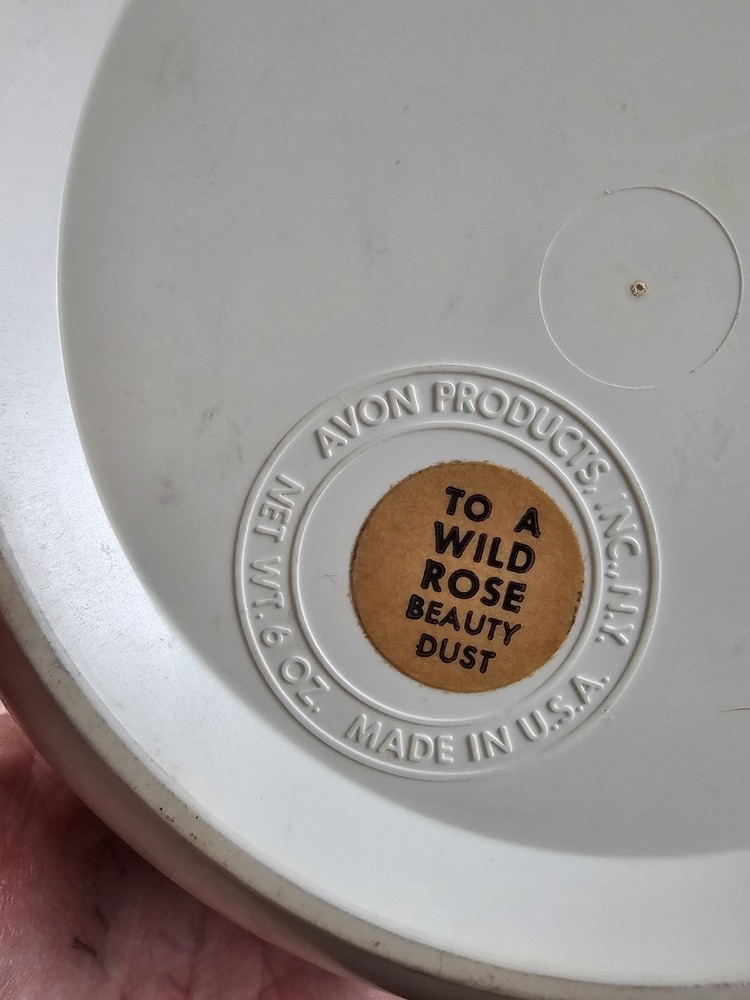 AVON PRODUCTS, INC., N.Y.
NET WT. 6 OZ.
MADE IN U.S.A.
TO A
WILD
ROSE
BEAUTY
DUST